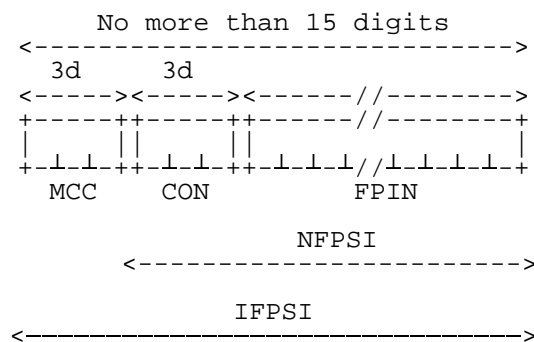 No more than 15 digits
3d 3d
MCC CON FPIN
NFPSI
IFPSI